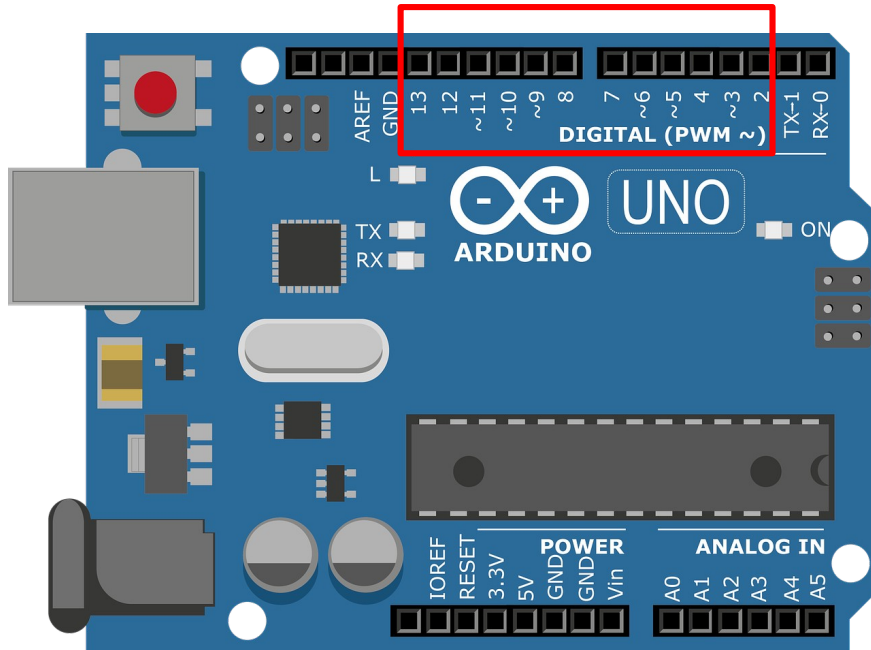 AREF
GND
13
12
~11
~10
~9
8
7
~6
~5
4
~3
2
TX→1
RX←0
DIGITAL (PWM ~)
L
TX
RX
- +
ARDUINO
UNO
ON
POWER
ANALOG IN
IOREF
RESET
3.3V
5V
GND
GND
Vin
A0
A1
A2
A3
A4
A5